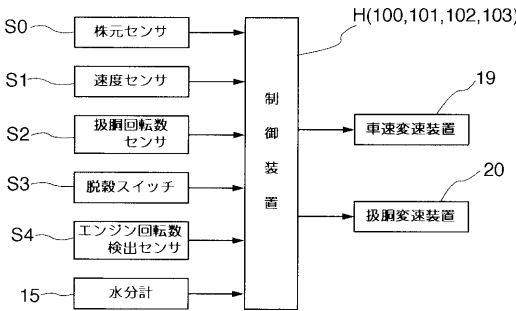 H(100,101,102,103)
S0
株元センサ
S1
速度センサ
S2
扱胴回転数
センサ
S3
脱穀スイッチ
S4
エンジン回転数
検出センサ
15
水分計
制御装置
19
車速変速装置
20
扱胴変速装置